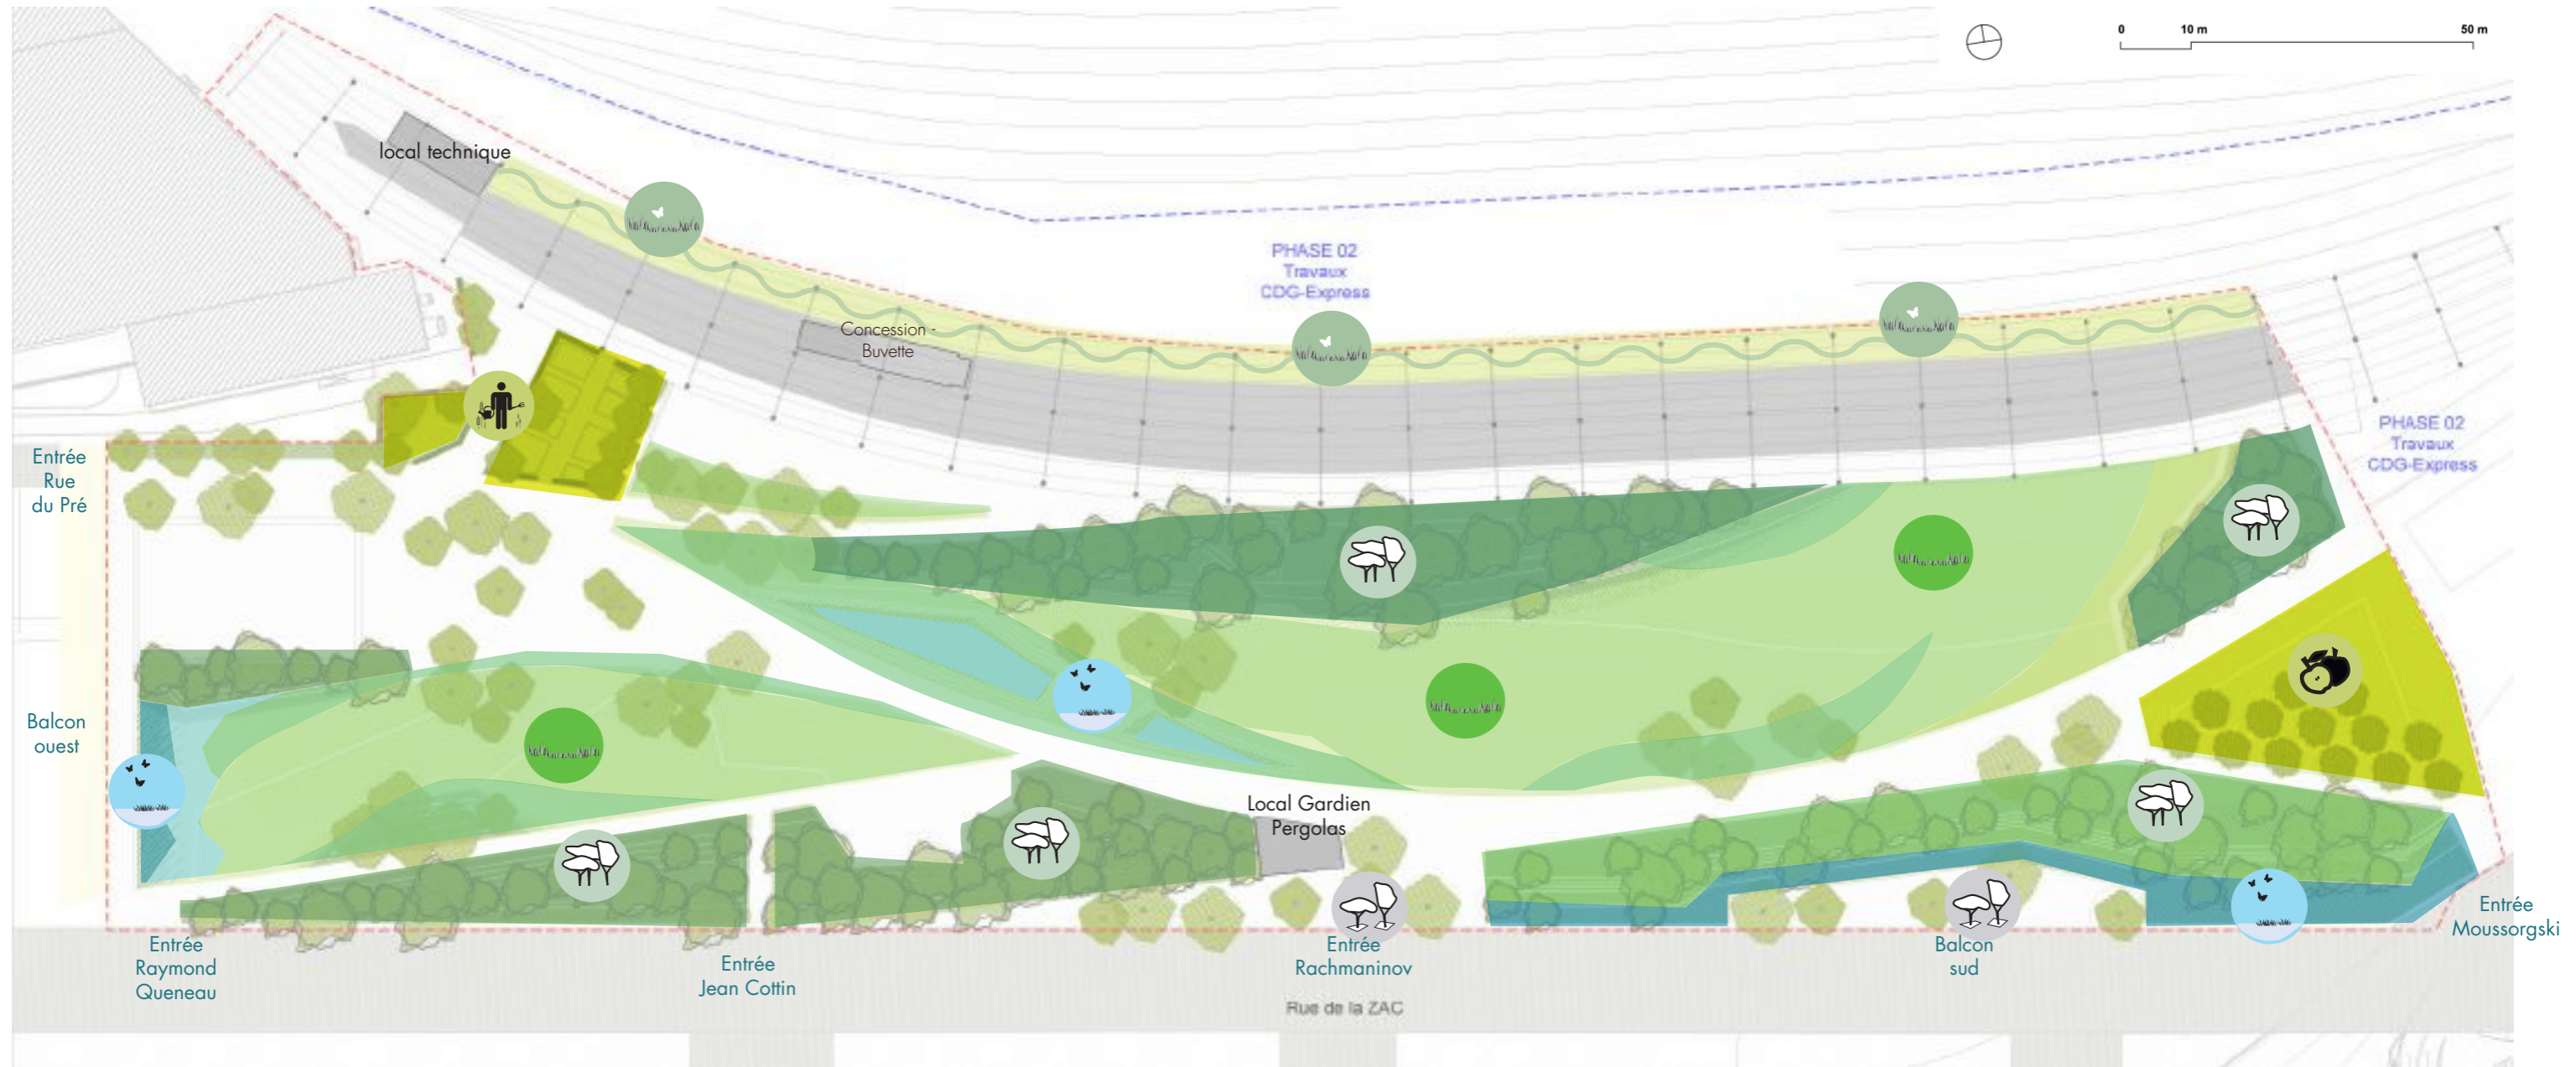 0 10 m 50 m
local technique
PHASE 02
Travaux
CDG-Express
Concession -
Buvette
PHASE 02
Travaux
CDG-Express
Entrée
Rue
du Pré
Balcon
ouest
Local Gardien
Pergolas
Entrée
Raymond
Queneau
Entrée
Jean Cottin
Entrée
Rachmaninov
Balcon
sud
Entrée
Moussorgski
Rue de la ZAC